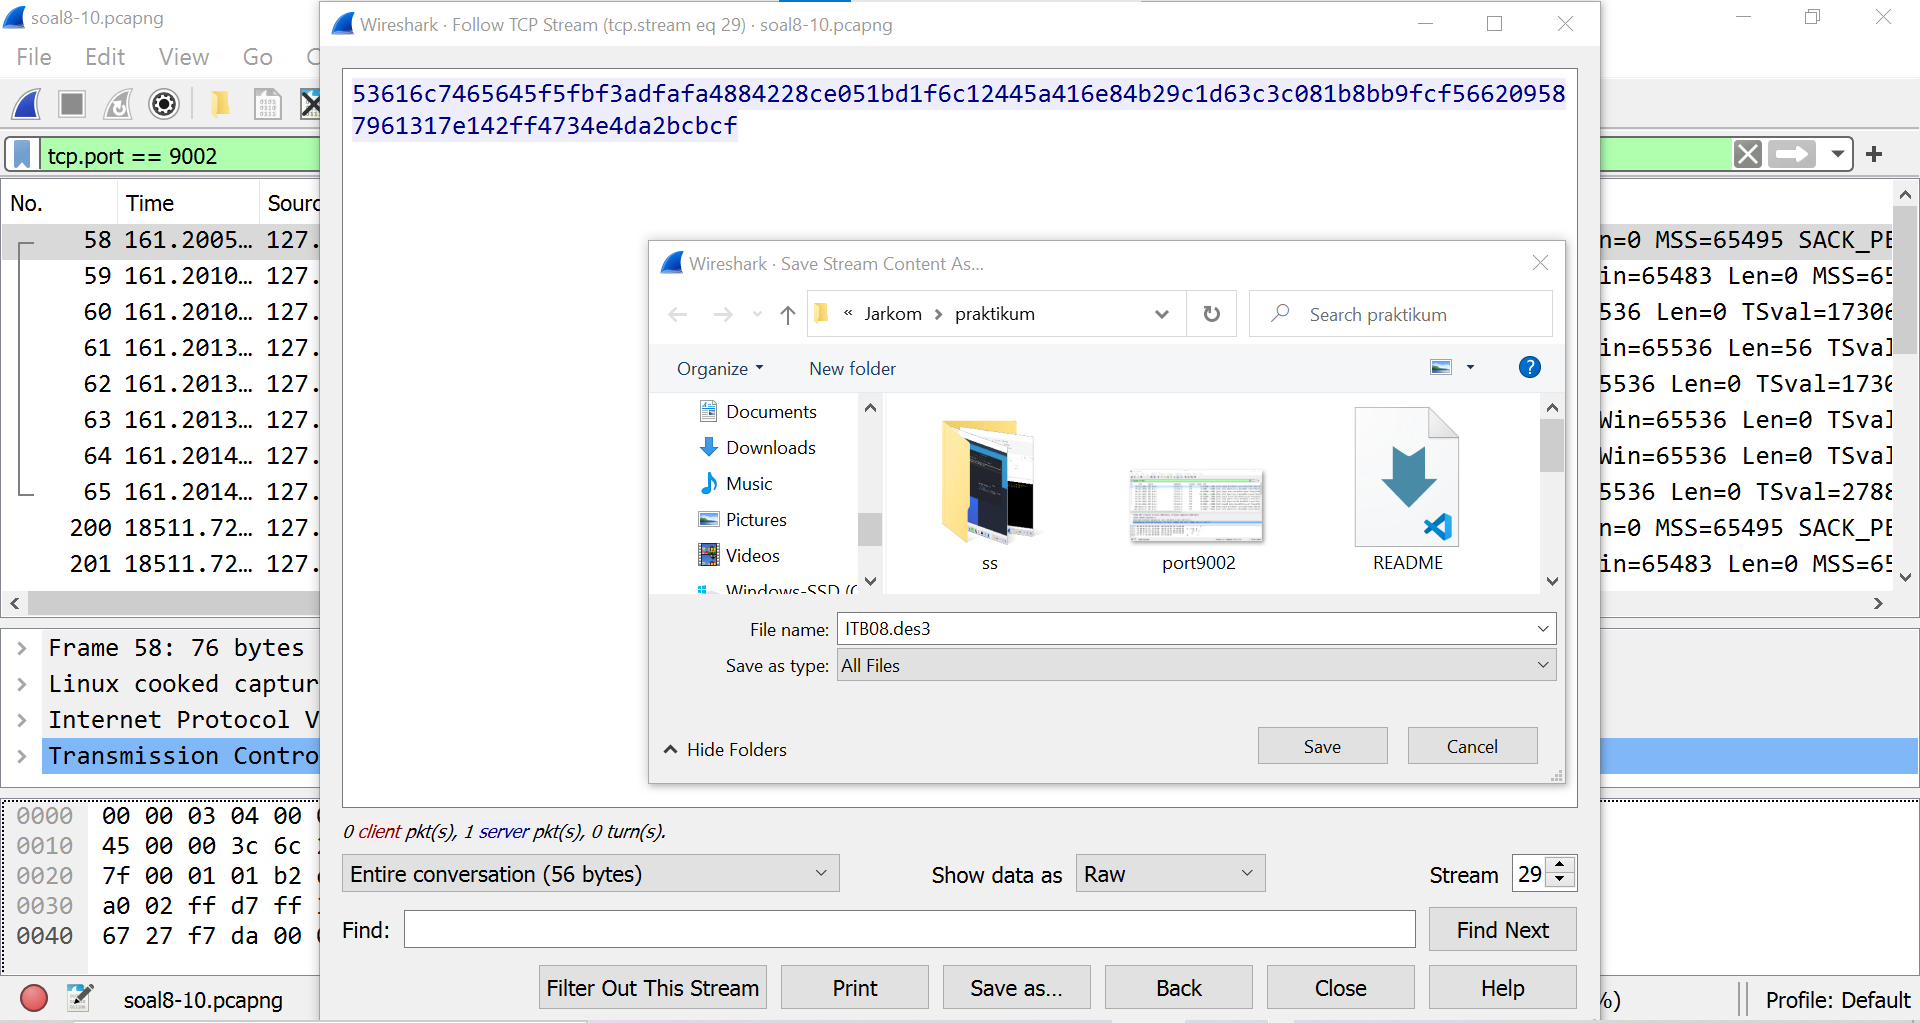 soal8-10.pcapng
File Edit View Go
tcp.port == 9002
No. Time
58 161.2005… 127.
59 161.2010… 127.
60 161.2010… 127.
61 161.2013… 127.
62 161.2013… 127.
63 161.2013… 127.
64 161.2014… 127.
65 161.2014… 127.
200 18511.72… 127.
201 18511.72… 127.
n=0 MSS=65495 SACK_PE
in=65483 Len=0 MSS=65
536 Len=0 TSval=17306
in=65536 Len=56 TSval
5536 Len=0 TSval=1730
Win=65536 Len=0 TSval
Win=65536 Len=0 TSval
5536 Len=0 TSval=2788
n=0 MSS=65495 SACK_PE
in=65483 Len=0 MSS=65
Frame 58: 76 bytes
Linux cooked captur
Internet Protocol V
Transmission Contro
0000 00 00 03 04 00
0010 45 00 00 3c 6c
0020 7f 00 01 01 b2
0030 a0 02 ff d7 ff
0040 67 27 f7 da 00
soal8-10.pcapng
%)
Profile: Default
Wireshark · Follow TCP Stream (tcp.stream eq 29) · soal8-10.pcapng
53616c7465645f5fbf3adfafa4884228ce051bd1f6c12445a416e84b29c1d63c3c081b8bb9fcf56620958
7961317e142ff4734e4da2bcbcf
Wireshark · Save Stream Content As...
« Jarkom > praktikum
Search praktikum
Organize
New folder
Documents
Downloads
Music
Pictures
Videos
Windows-SSD (C
ss
port9002
README
File name: ITB08.des3
Save as type: All Files
Hide Folders
Save
Cancel
0 client pkt(s), 1 server pkt(s), 0 turn(s).
Entire conversation (56 bytes)
Show data as Raw
Stream 29
Find:
Find Next
Filter Out This Stream
Print
Save as…
Back
Close
Help